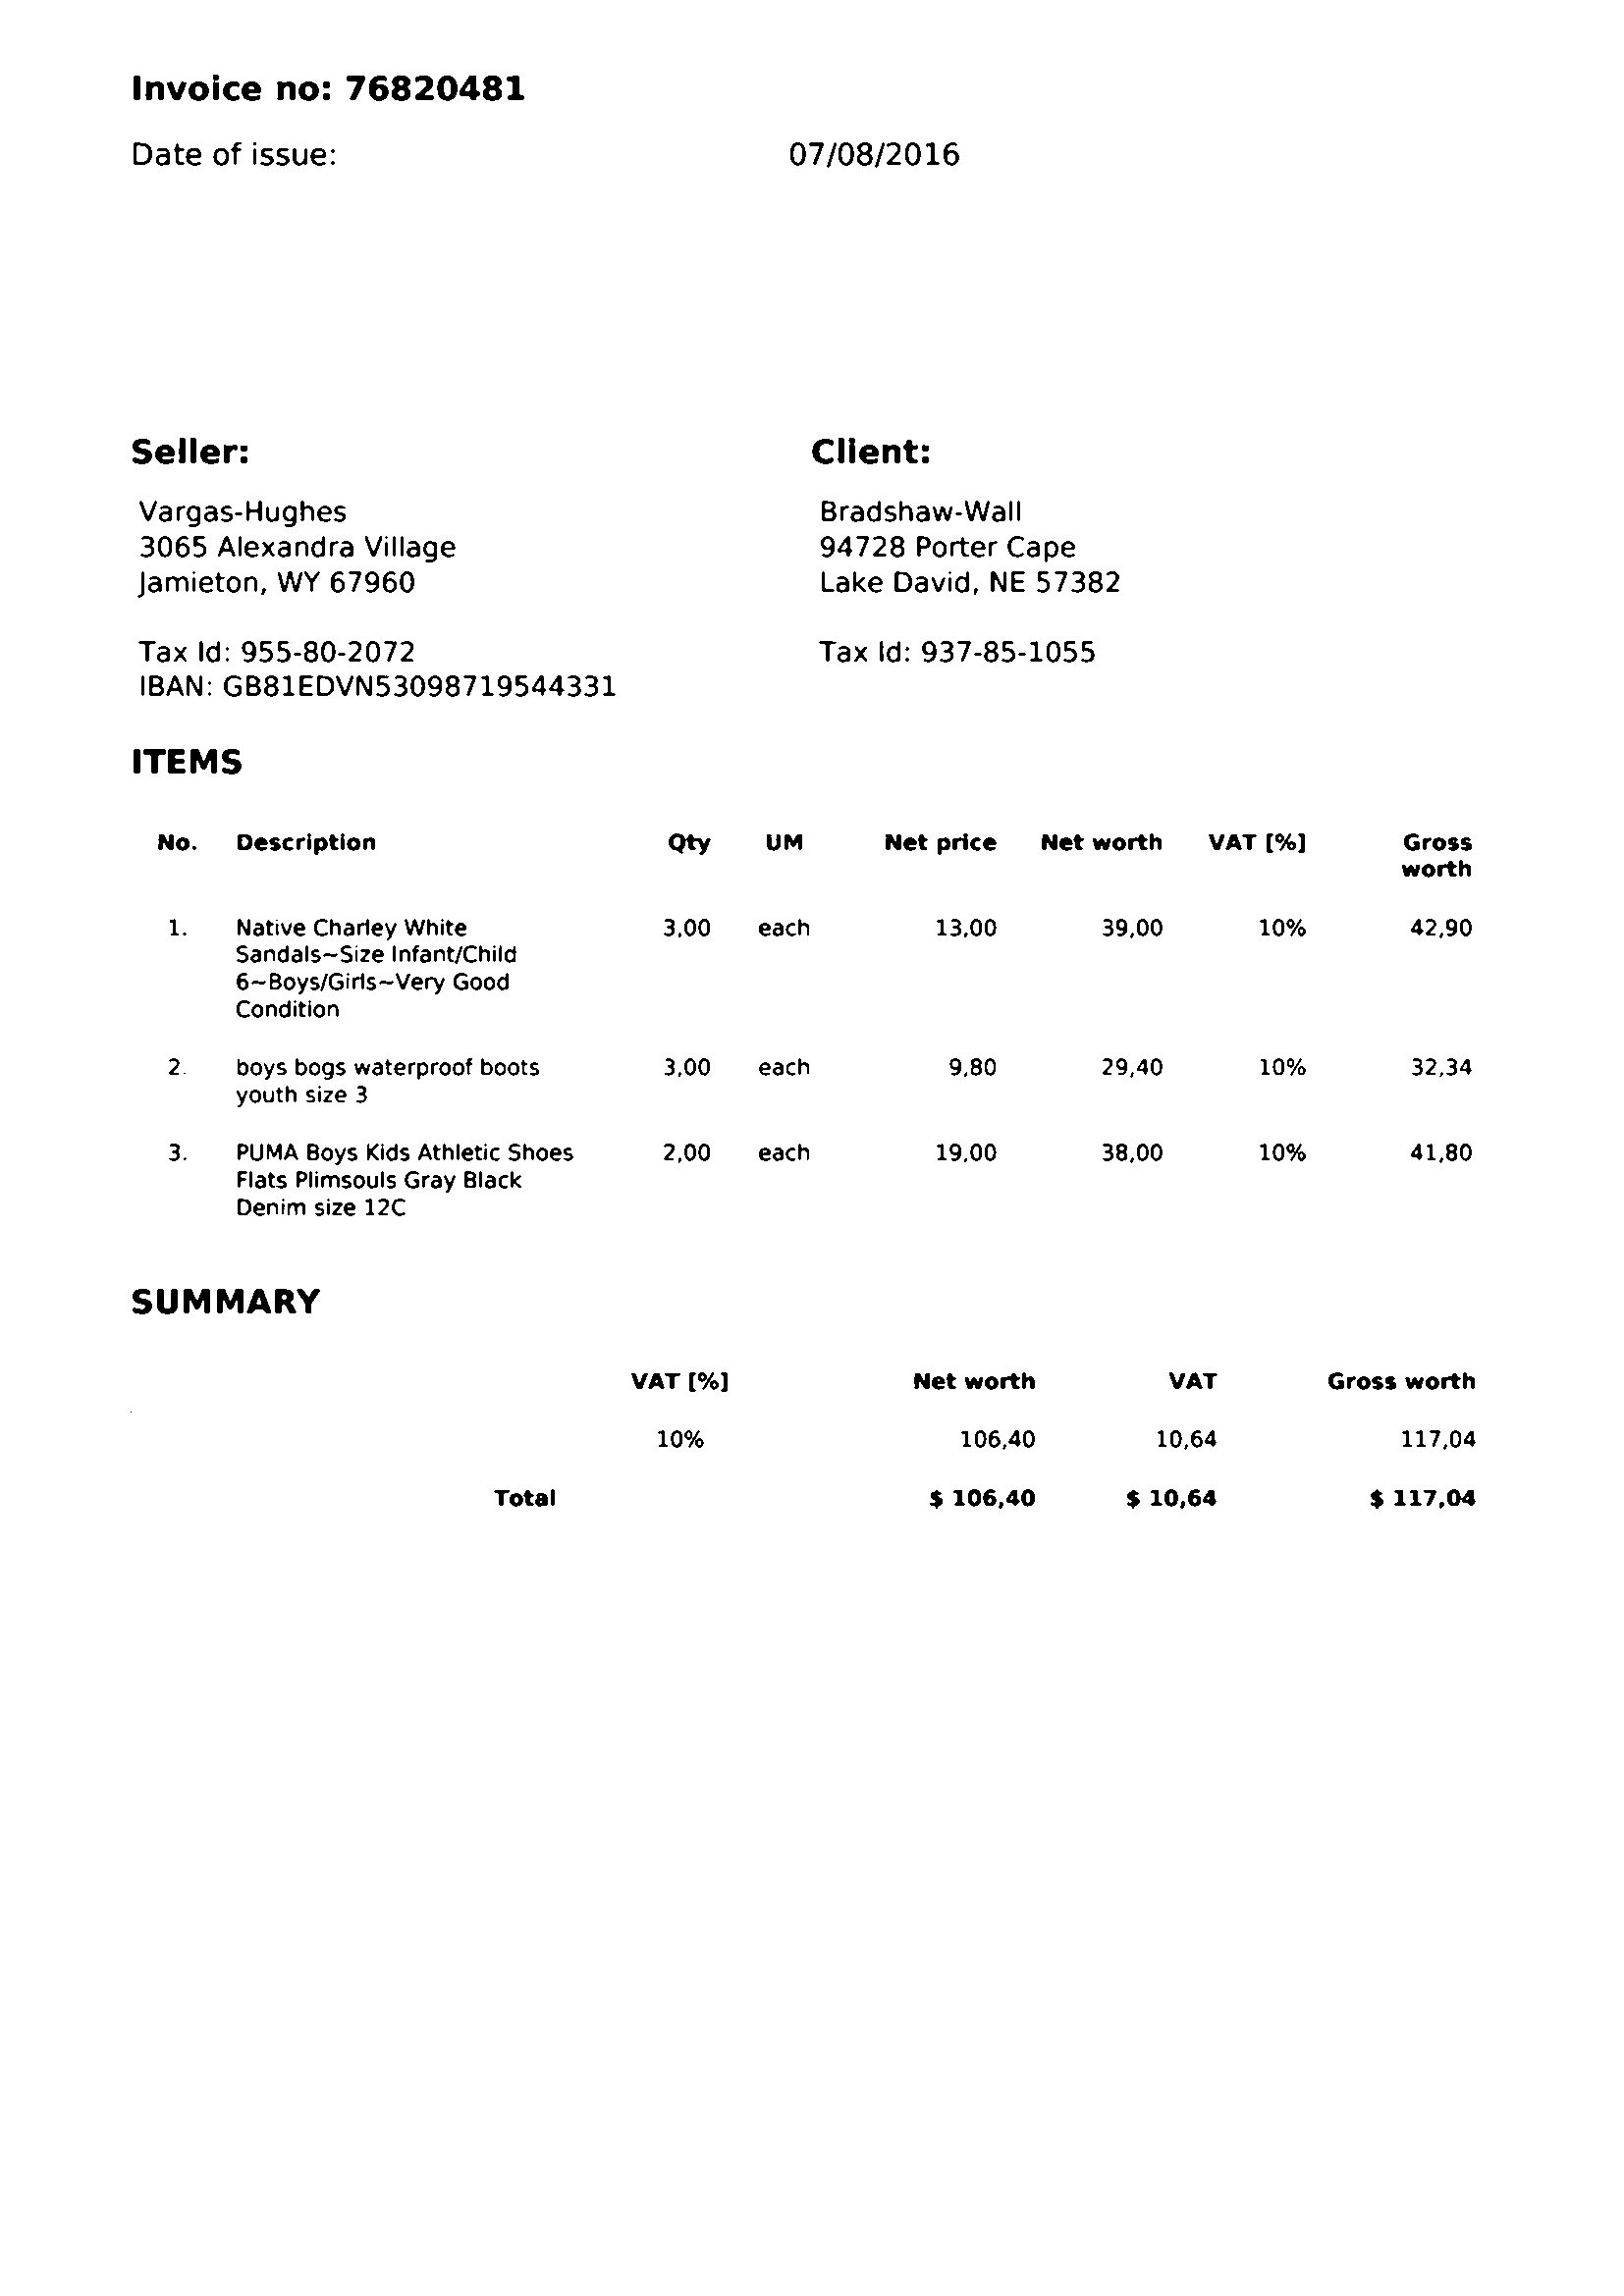 Invoice no: 76820481
Date of issue: 07/08/2016
Seller:
Vargas-Hughes
3065 Alexandra Village
Jamieton, WY 67960
Tax Id: 955-80-2072
IBAN: GB81EDVN53098719544331
Client:
Bradshaw-Wall
94728 Porter Cape
Lake David, NE 57382
Tax Id: 937-85-1055
ITEMS
No. Description Qty UM Net price Net worth VAT [%] Gross
worth
1. Native Charley White 3,00 each 13,00 39,00 10% 42,90
Sandals~Size Infant/Child
6~Boys/Girls~Very Good
Condition
2. boys bogs waterproof boots 3,00 each 9,80 29,40 10% 32,34
youth size 3
3. PUMA Boys Kids Athletic Shoes 2,00 each 19,00 38,00 10% 41,80
Flats Plimsouls Gray Black
Denim size 12C
SUMMARY
VAT [%] Net worth VAT Gross worth
10% 106,40 10,64 117,04
Total $ 106,40 $ 10,64 $ 117,04